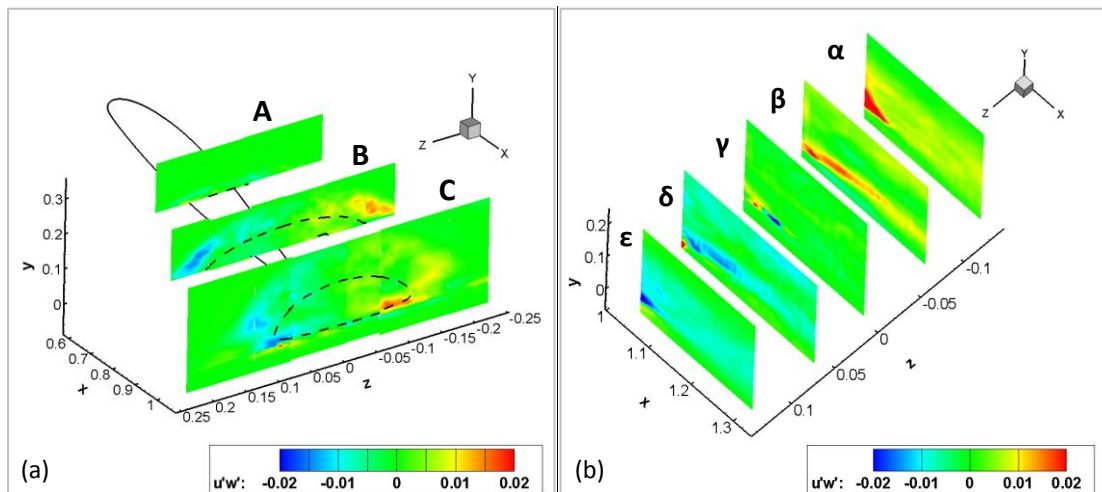 A
B
C
Y
Z
X
0.3
0.2
0.1
0
y
0.6
0.7
0.8
0.9
1
x
0.25
0.2
0.15
0.1
0.05
0
-0.05
-0.1
-0.15
-0.2
-0.25
z
(a)
u'w': -0.02 -0.01 0 0.01 0.02
α
β
γ
δ
ε
Y
Z
X
0.2
0.1
0
y
1
1.1
1.2
1.3
x
0.1
0.05
0
-0.05
-0.1
z
(b)
u'w': -0.02 -0.01 0 0.01 0.02